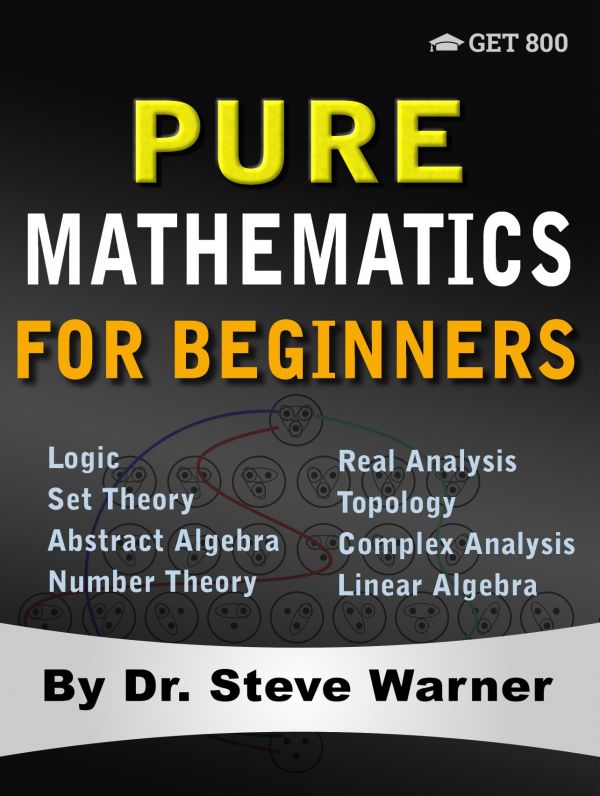 GET 800
PURE
MATHEMATICS
FOR BEGINNERS
Logic
Set Theory
Abstract Algebra
Number Theory
Real Analysis
Topology
Complex Analysis
Linear Algebra
By Dr. Steve Warner